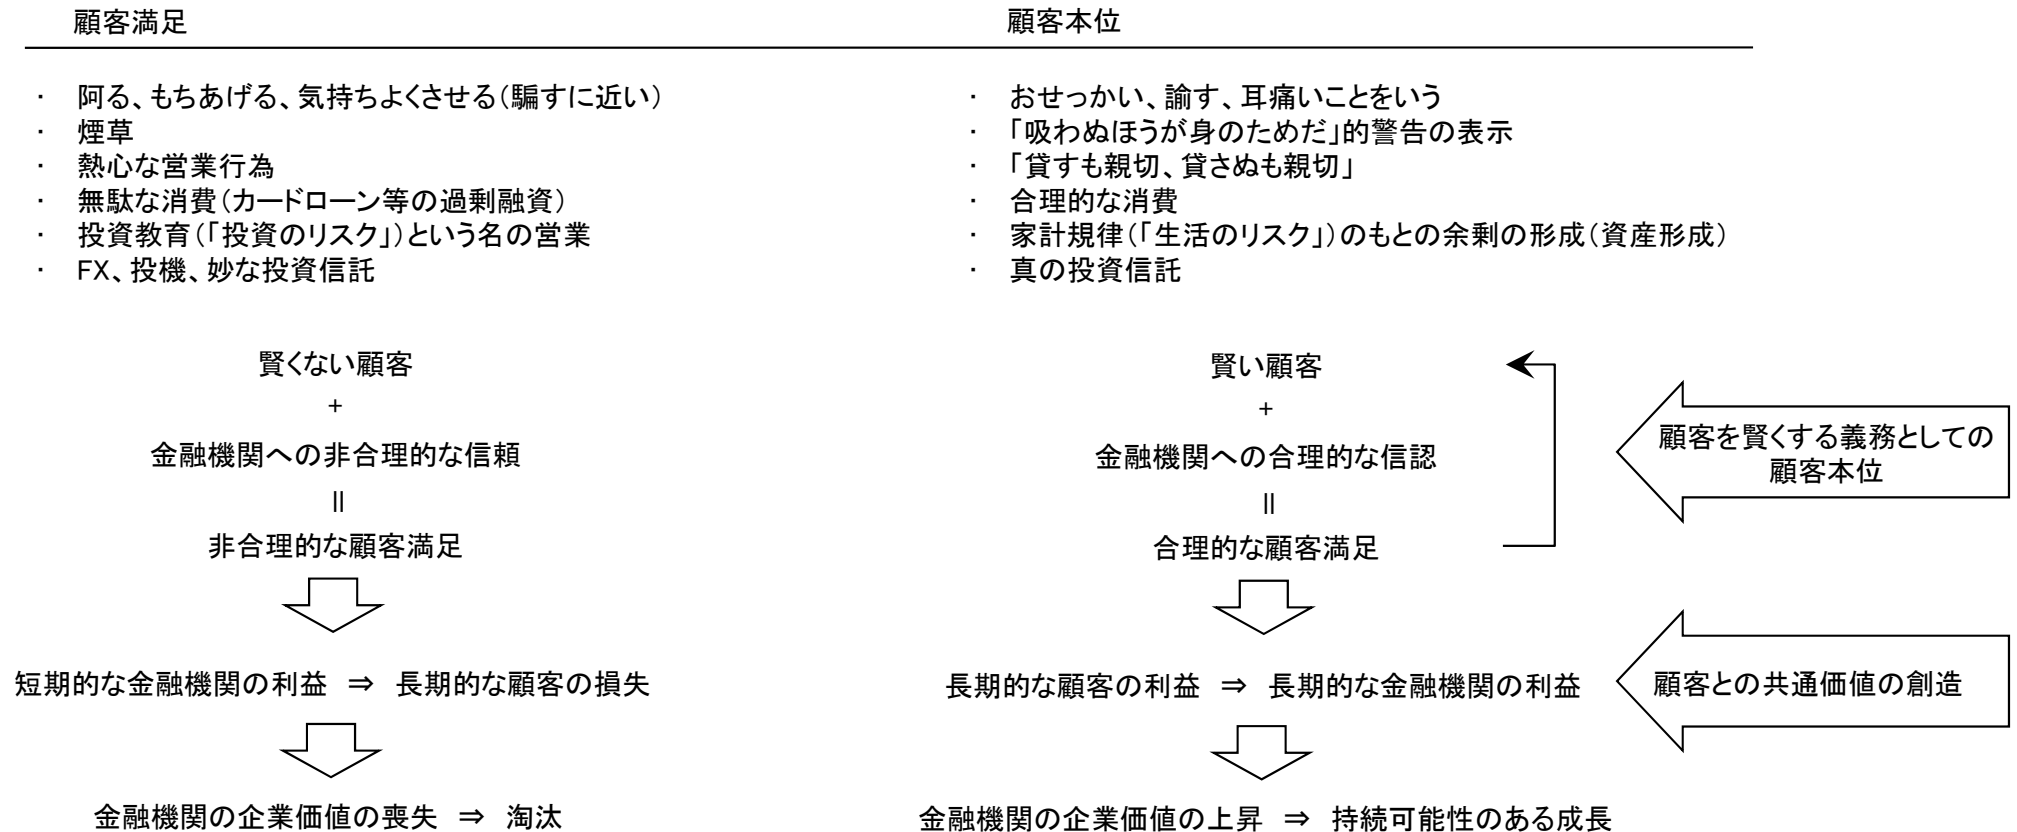 顧客満足
顧客本位
・ 阿る、もちあげる、気持ちよくさせる(騙すに近い)
・ 煙草
・ 熱心な営業行為
・ 無駄な消費(カードローン等の過剰融資)
・ 投資教育(「投資のリスク」)という名の営業
・ FX、投機、妙な投資信託
・ おせっかい、諭す、耳痛いことをいう
・ 「吸わぬほうが身のためだ」的警告の表示
・ 「貸すも親切、貸さぬも親切」
・ 合理的な消費
・ 家計規律(「生活のリスク」)のもとの余剰の形成(資産形成)
・ 真の投資信託
賢くない顧客
+
金融機関への非合理的な信頼
||
非合理的な顧客満足
短期的な金融機関の利益 ⇒ 長期的な顧客の損失
金融機関の企業価値の喪失 ⇒ 淘汰
賢い顧客
+
金融機関への合理的な信認
||
合理的な顧客満足
長期的な顧客の利益 ⇒ 長期的な金融機関の利益
金融機関の企業価値の上昇 ⇒ 持続可能性のある成長
顧客を賢くする義務としての
顧客本位
顧客との共通価値の創造